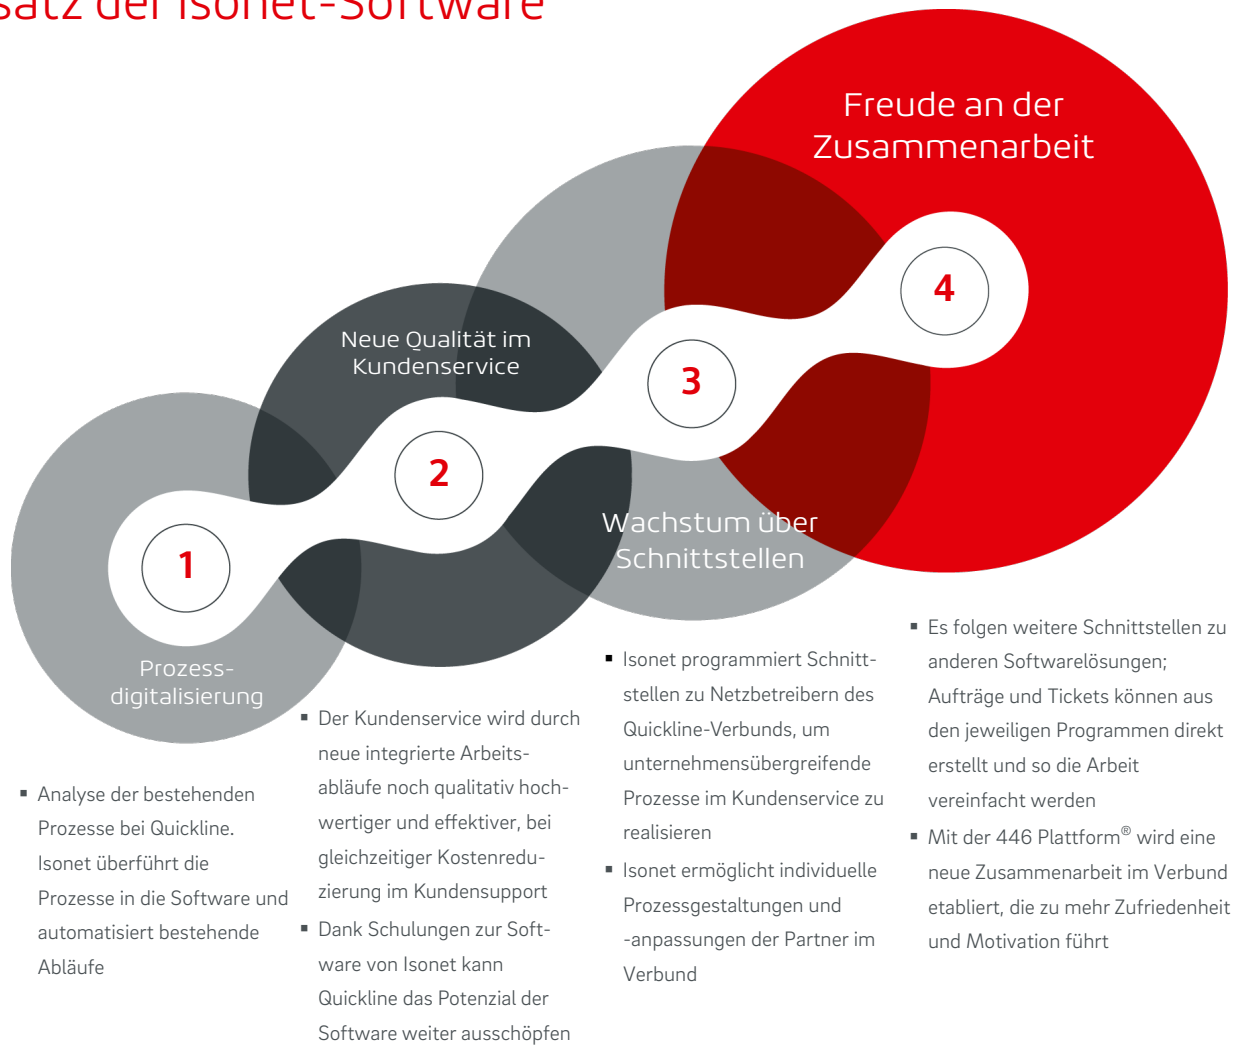 satz der Isonet-Software
Freude an der
Zusammenarbeit
4
Neue Qualität im
Kundenservice
3
2
Wachstum über
Schnittstellen
1
Prozess-
digitalisierung
▪ Analyse der bestehenden
Prozesse bei Quickline.
Isonet überführt die
Prozesse in die Software und
automatisiert bestehende
Abläufe
▪ Der Kundenservice wird durch
neue integrierte Arbeits-
abläufe noch qualitativ hoch-
wertiger und effektiver, bei
gleichzeitiger Kostenredu-
zierung im Kundensupport
▪ Dank Schulungen zur Soft-
ware von Isonet kann
Quickline das Potenzial der
Software weiter ausschöpfen
▪ Isonet programmiert Schnitt-
stellen zu Netzbetreibern des
Quickline-Verbunds, um
unternehmensübergreifende
Prozesse im Kundenservice zu
realisieren
▪ Isonet ermöglicht individuelle
Prozessgestaltungen und
-anpassungen der Partner im
Verbund
▪ Es folgen weitere Schnittstellen zu
anderen Softwarelösungen;
Aufträge und Tickets können aus
den jeweiligen Programmen direkt
erstellt und so die Arbeit
vereinfacht werden
▪ Mit der 446 Plattform® wird eine
neue Zusammenarbeit im Verbund
etabliert, die zu mehr Zufriedenheit
und Motivation führt